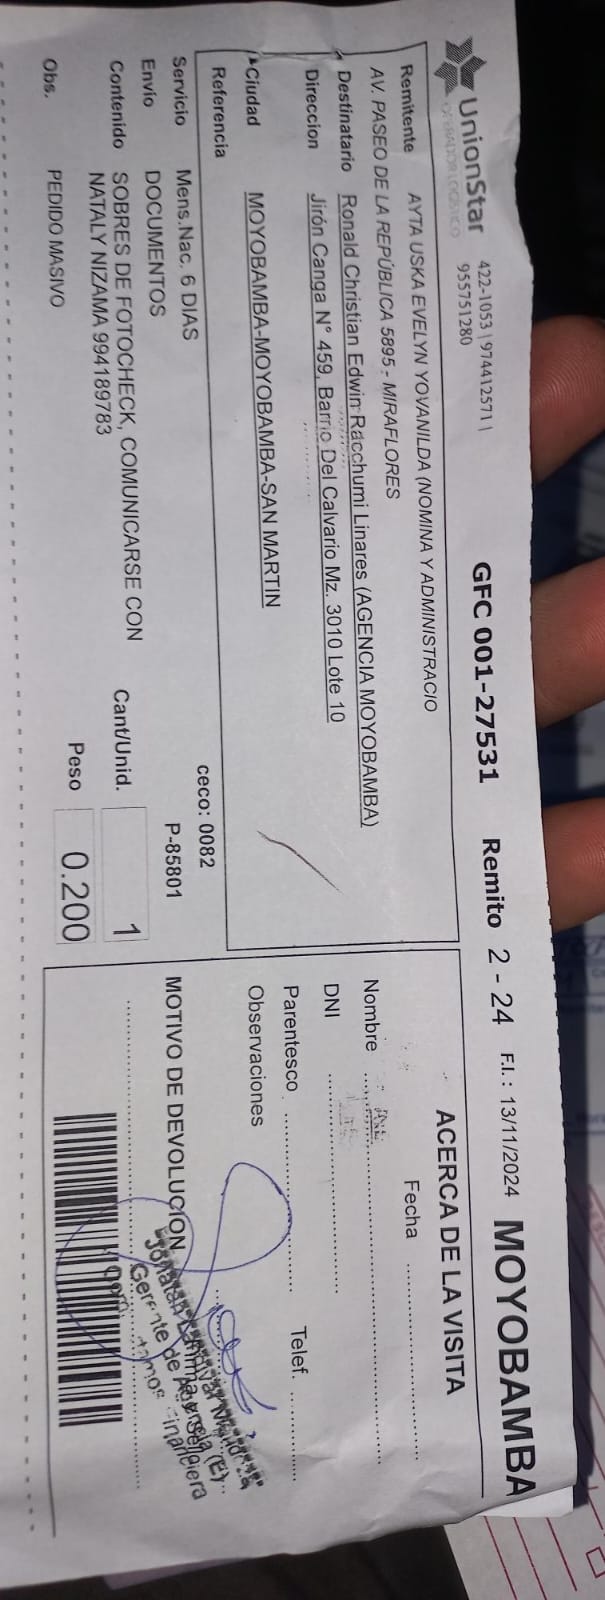 UnionStar
OPERADOR LOGISTICO
422-1053 | 974412571 |
955751280
GFC 001-27531
Remito 2 - 24
F.I. : 13/11/2024
MOYOBAMBA
Remitente AYTA USKA EVELYN YOVANILDA (NOMINA Y ADMINISTRACIO
AV. PASEO DE LA REPÚBLICA 5895 - MIRAFLORES
Destinatario Ronald Christian Edwin Racchumi Linares (AGENCIA MOYOBAMBA)
Direccion Jirón Canga N° 459, Barrio Del Calvario Mz. 3010 Lote 10
Ciudad MOYOBAMBA-MOYOBAMBA-SAN MARTIN
Referencia
ceco: 0082
Servicio Mens.Nac. 6 DIAS
P-85801
Envío DOCUMENTOS
Contenido SOBRES DE FOTOCHECK, COMUNICARSE CON
NATALY NIZAMA 994189783
Cant/Unid. 1
Peso 0.200
Obs. PEDIDO MASIVO
ACERCA DE LA VISITA
Fecha
Nombre
DNI
Parentesco
Telef.
Observaciones
MOTIVO DE DEVOLUCION
Gerente de